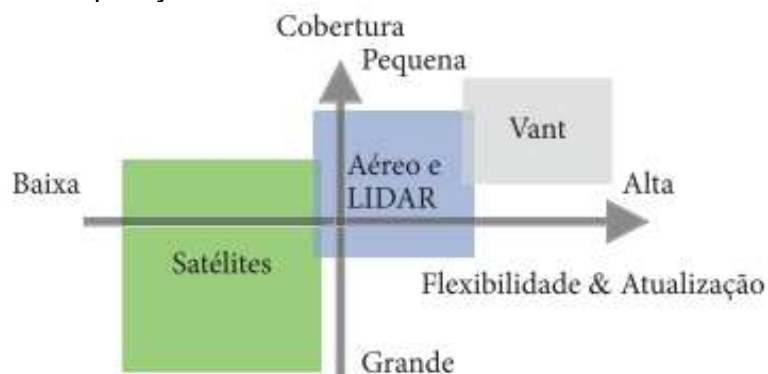 Cobertura
Pequena
Vant
Aéreo e
LIDAR
Baixa
Alta
Satélites
Flexibilidade & Atualização
Grande